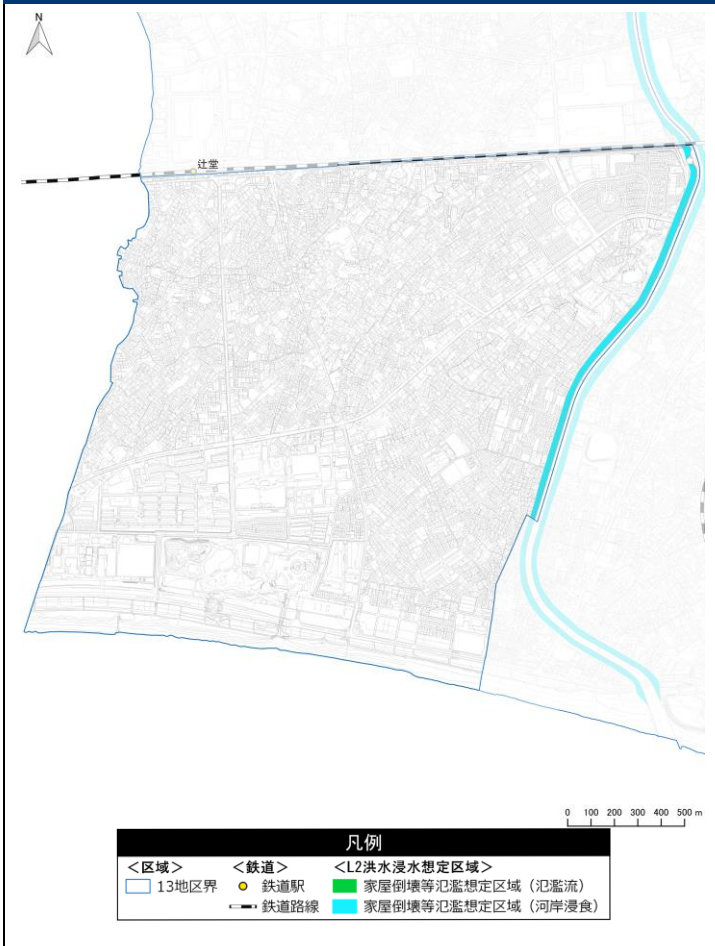 N
辻堂
0 100 200 300 400 500 m
凡例
＜区域＞ ＜鉄道＞ ＜L2洪水浸水想定区域＞
13地区界 鉄道駅 家屋倒壊等氾濫想定区域（氾濫流）
鉄道路線 家屋倒壊等氾濫想定区域（河岸浸食）